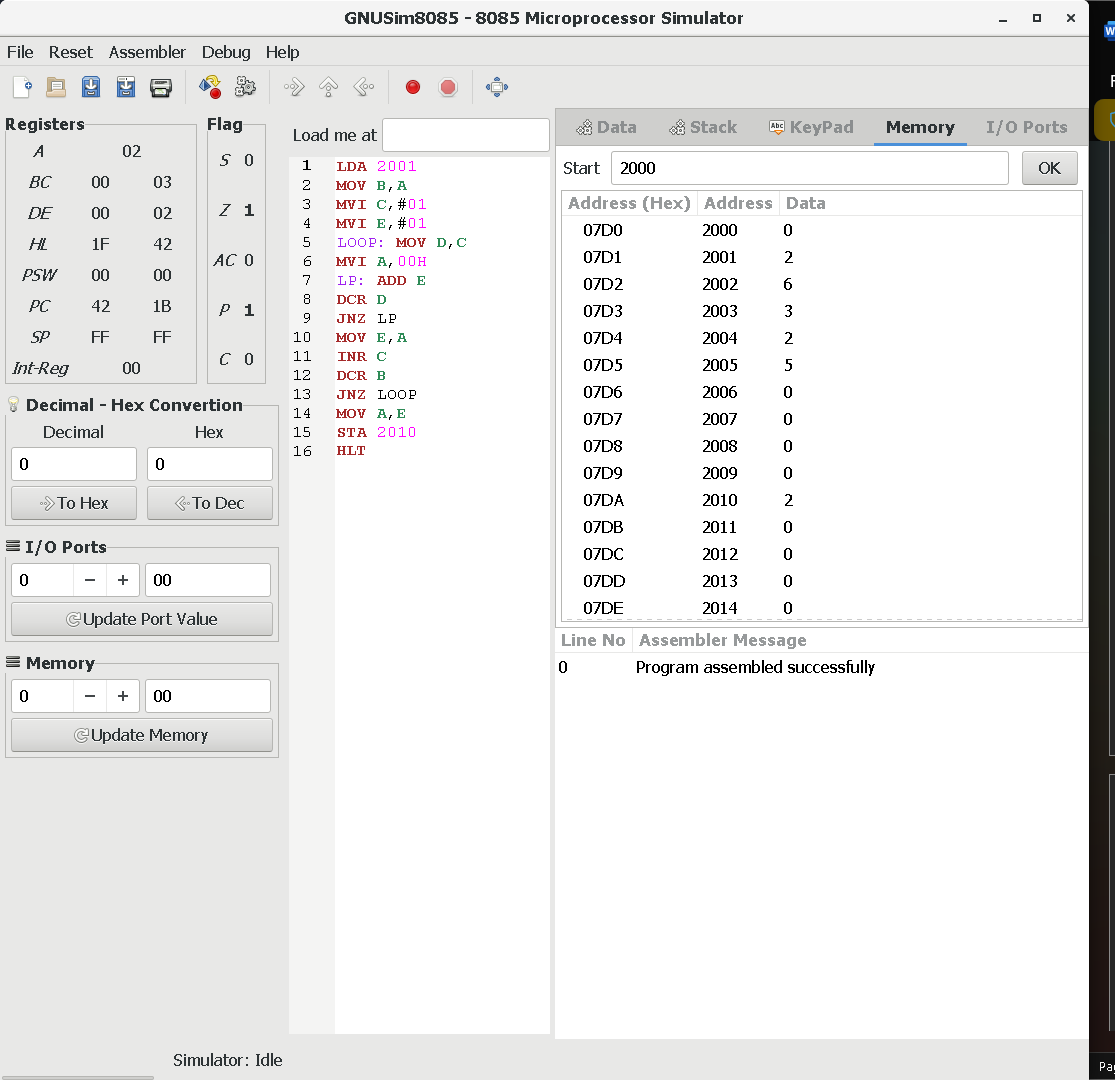 GNUSim8085 - 8085 Microprocessor Simulator
File Reset Assembler Debug Help
Registers
A 02
BC 00 03
DE 00 02
HL 1F 42
PSW 00 00
PC 42 1B
SP FF FF
Int-Reg 00
Flag
S 0
Z 1
AC 0
P 1
C 0
Decimal - Hex Convertion
Decimal Hex
0 0
To Hex To Dec
I/O Ports
0 − + 00
Update Port Value
Memory
0 − + 00
Update Memory
Load me at
1 LDA 2001
2 MOV B,A
3 MVI C,#01
4 MVI E,#01
5 LOOP: MOV D,C
6 MVI A,00H
7 LP: ADD E
8 DCR D
9 JNZ LP
10 MOV E,A
11 INR C
12 DCR B
13 JNZ LOOP
14 MOV A,E
15 STA 2010
16 HLT
Data Stack Abc KeyPad Memory I/O Ports
Start 2000 OK
Address (Hex) Address Data
07D0 2000 0
07D1 2001 2
07D2 2002 6
07D3 2003 3
07D4 2004 2
07D5 2005 5
07D6 2006 0
07D7 2007 0
07D8 2008 0
07D9 2009 0
07DA 2010 2
07DB 2011 0
07DC 2012 0
07DD 2013 0
07DE 2014 0
Line No Assembler Message
0 Program assembled successfully
Simulator: Idle